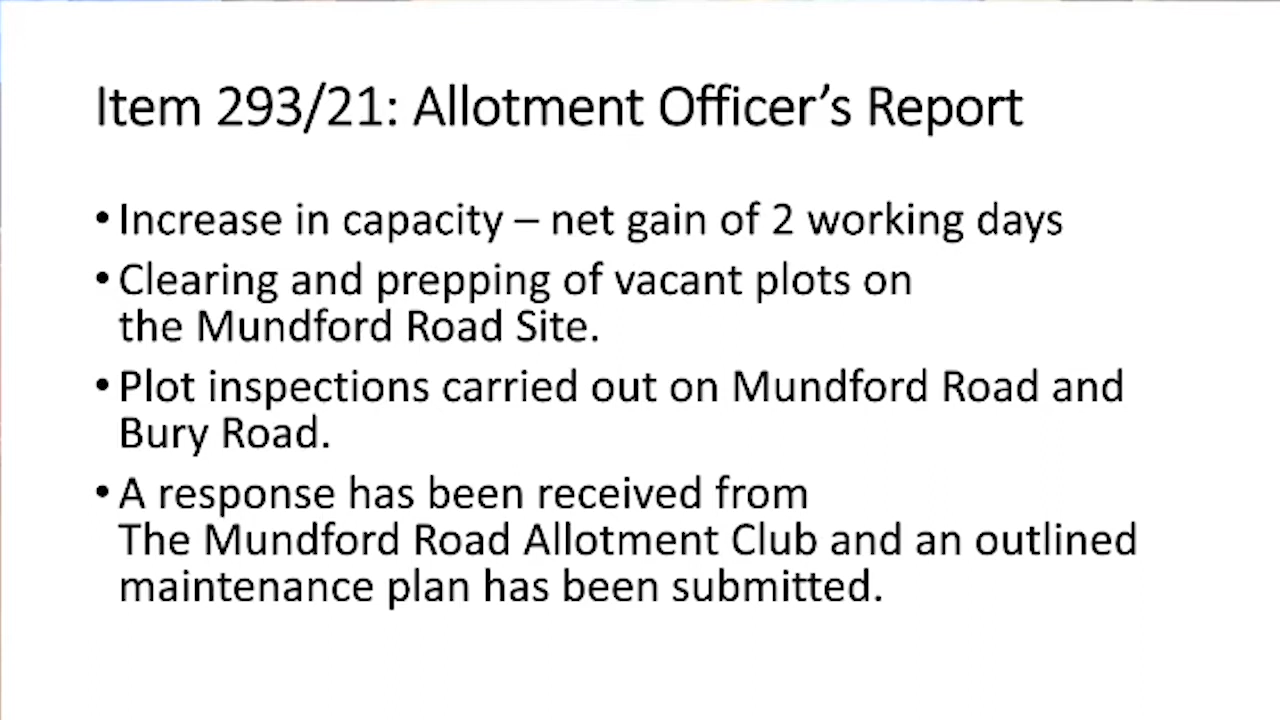 Item 293/21: Allotment Officer’s Report
• Increase in capacity – net gain of 2 working days
• Clearing and prepping of vacant plots on
the Mundford Road Site.
• Plot inspections carried out on Mundford Road and
Bury Road.
• A response has been received from
The Mundford Road Allotment Club and an outlined
maintenance plan has been submitted.